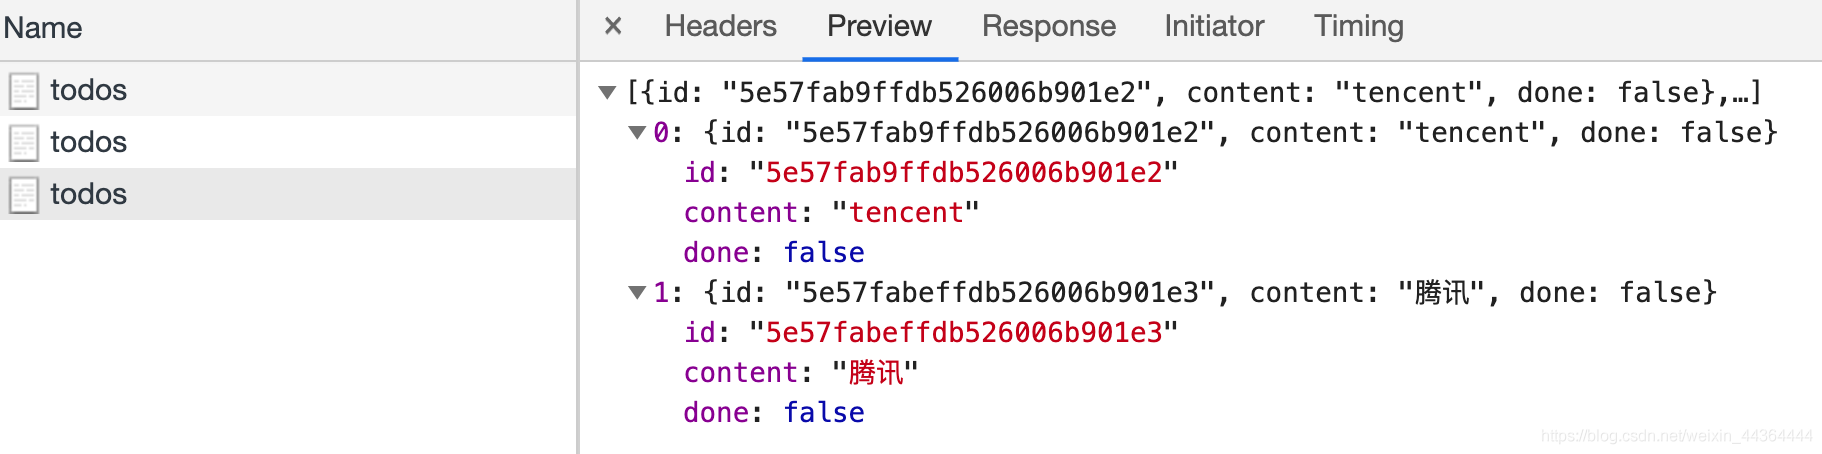 Name
todos
todos
todos
× Headers Preview Response Initiator Timing
▼ [{id: "5e57fab9ffdb526006b901e2", content: "tencent", done: false},…]
▼ 0: {id: "5e57fab9ffdb526006b901e2", content: "tencent", done: false}
id: "5e57fab9ffdb526006b901e2"
content: "tencent"
done: false
▼ 1: {id: "5e57fabeffdb526006b901e3", content: "腾讯", done: false}
id: "5e57fabeffdb526006b901e3"
content: "腾讯"
done: false
https://blog.csdn.net/weixin_44364444